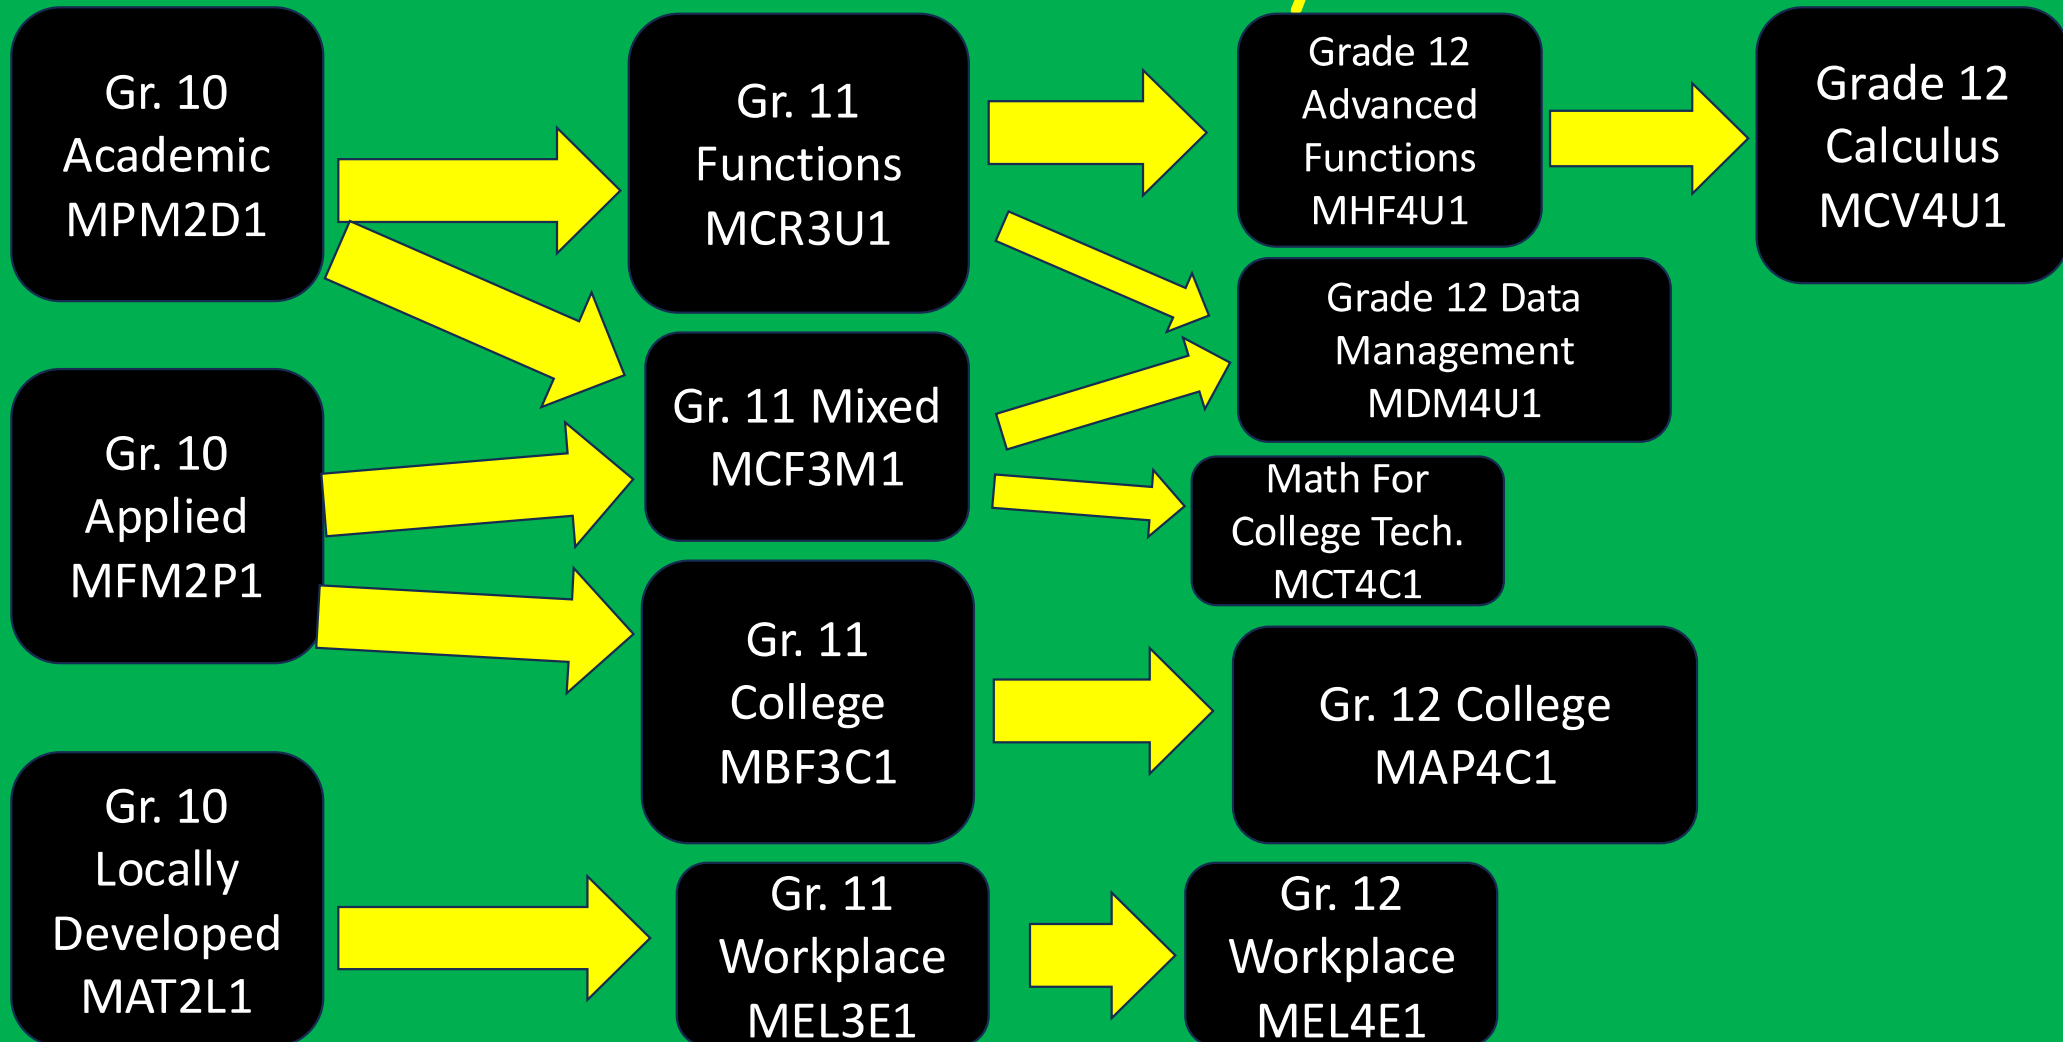 Gr. 10
Academic
MPM2D1
Gr. 11
Functions
MCR3U1
Grade 12
Advanced
Functions
MHF4U1
Grade 12
Calculus
MCV4U1
Grade 12 Data
Management
MDM4U1
Gr. 10
Applied
MFM2P1
Gr. 11 Mixed
MCF3M1
Math For
College Tech.
MCT4C1
Gr. 11
College
MBF3C1
Gr. 12 College
MAP4C1
Gr. 10
Locally
Developed
MAT2L1
Gr. 11
Workplace
MEL3E1
Gr. 12
Workplace
MEL4E1